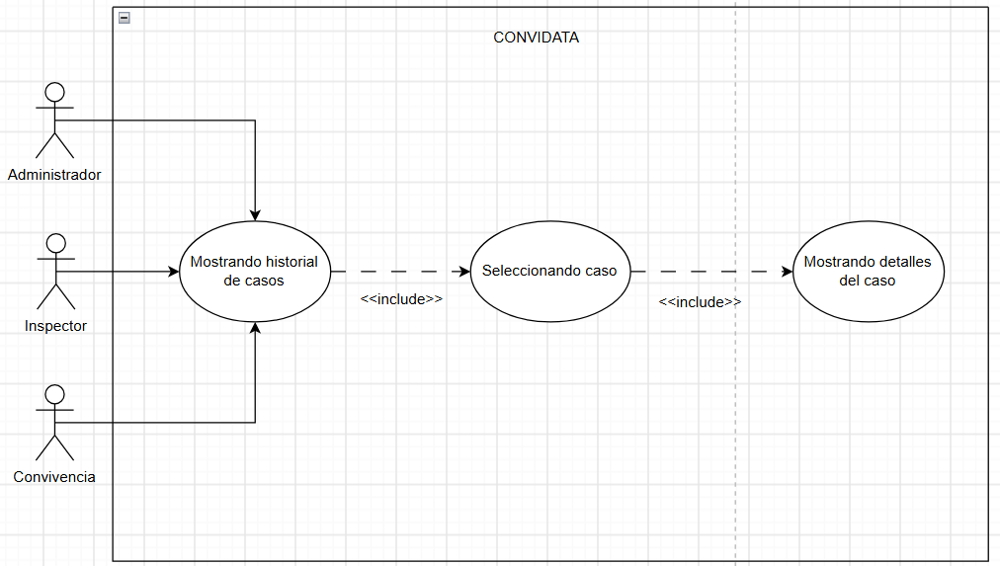 CONVIDATA
Administrador
Mostrando historial
de casos
<<include>>
Seleccionando caso
<<include>>
Mostrando detalles
del caso
Inspector
Convivencia